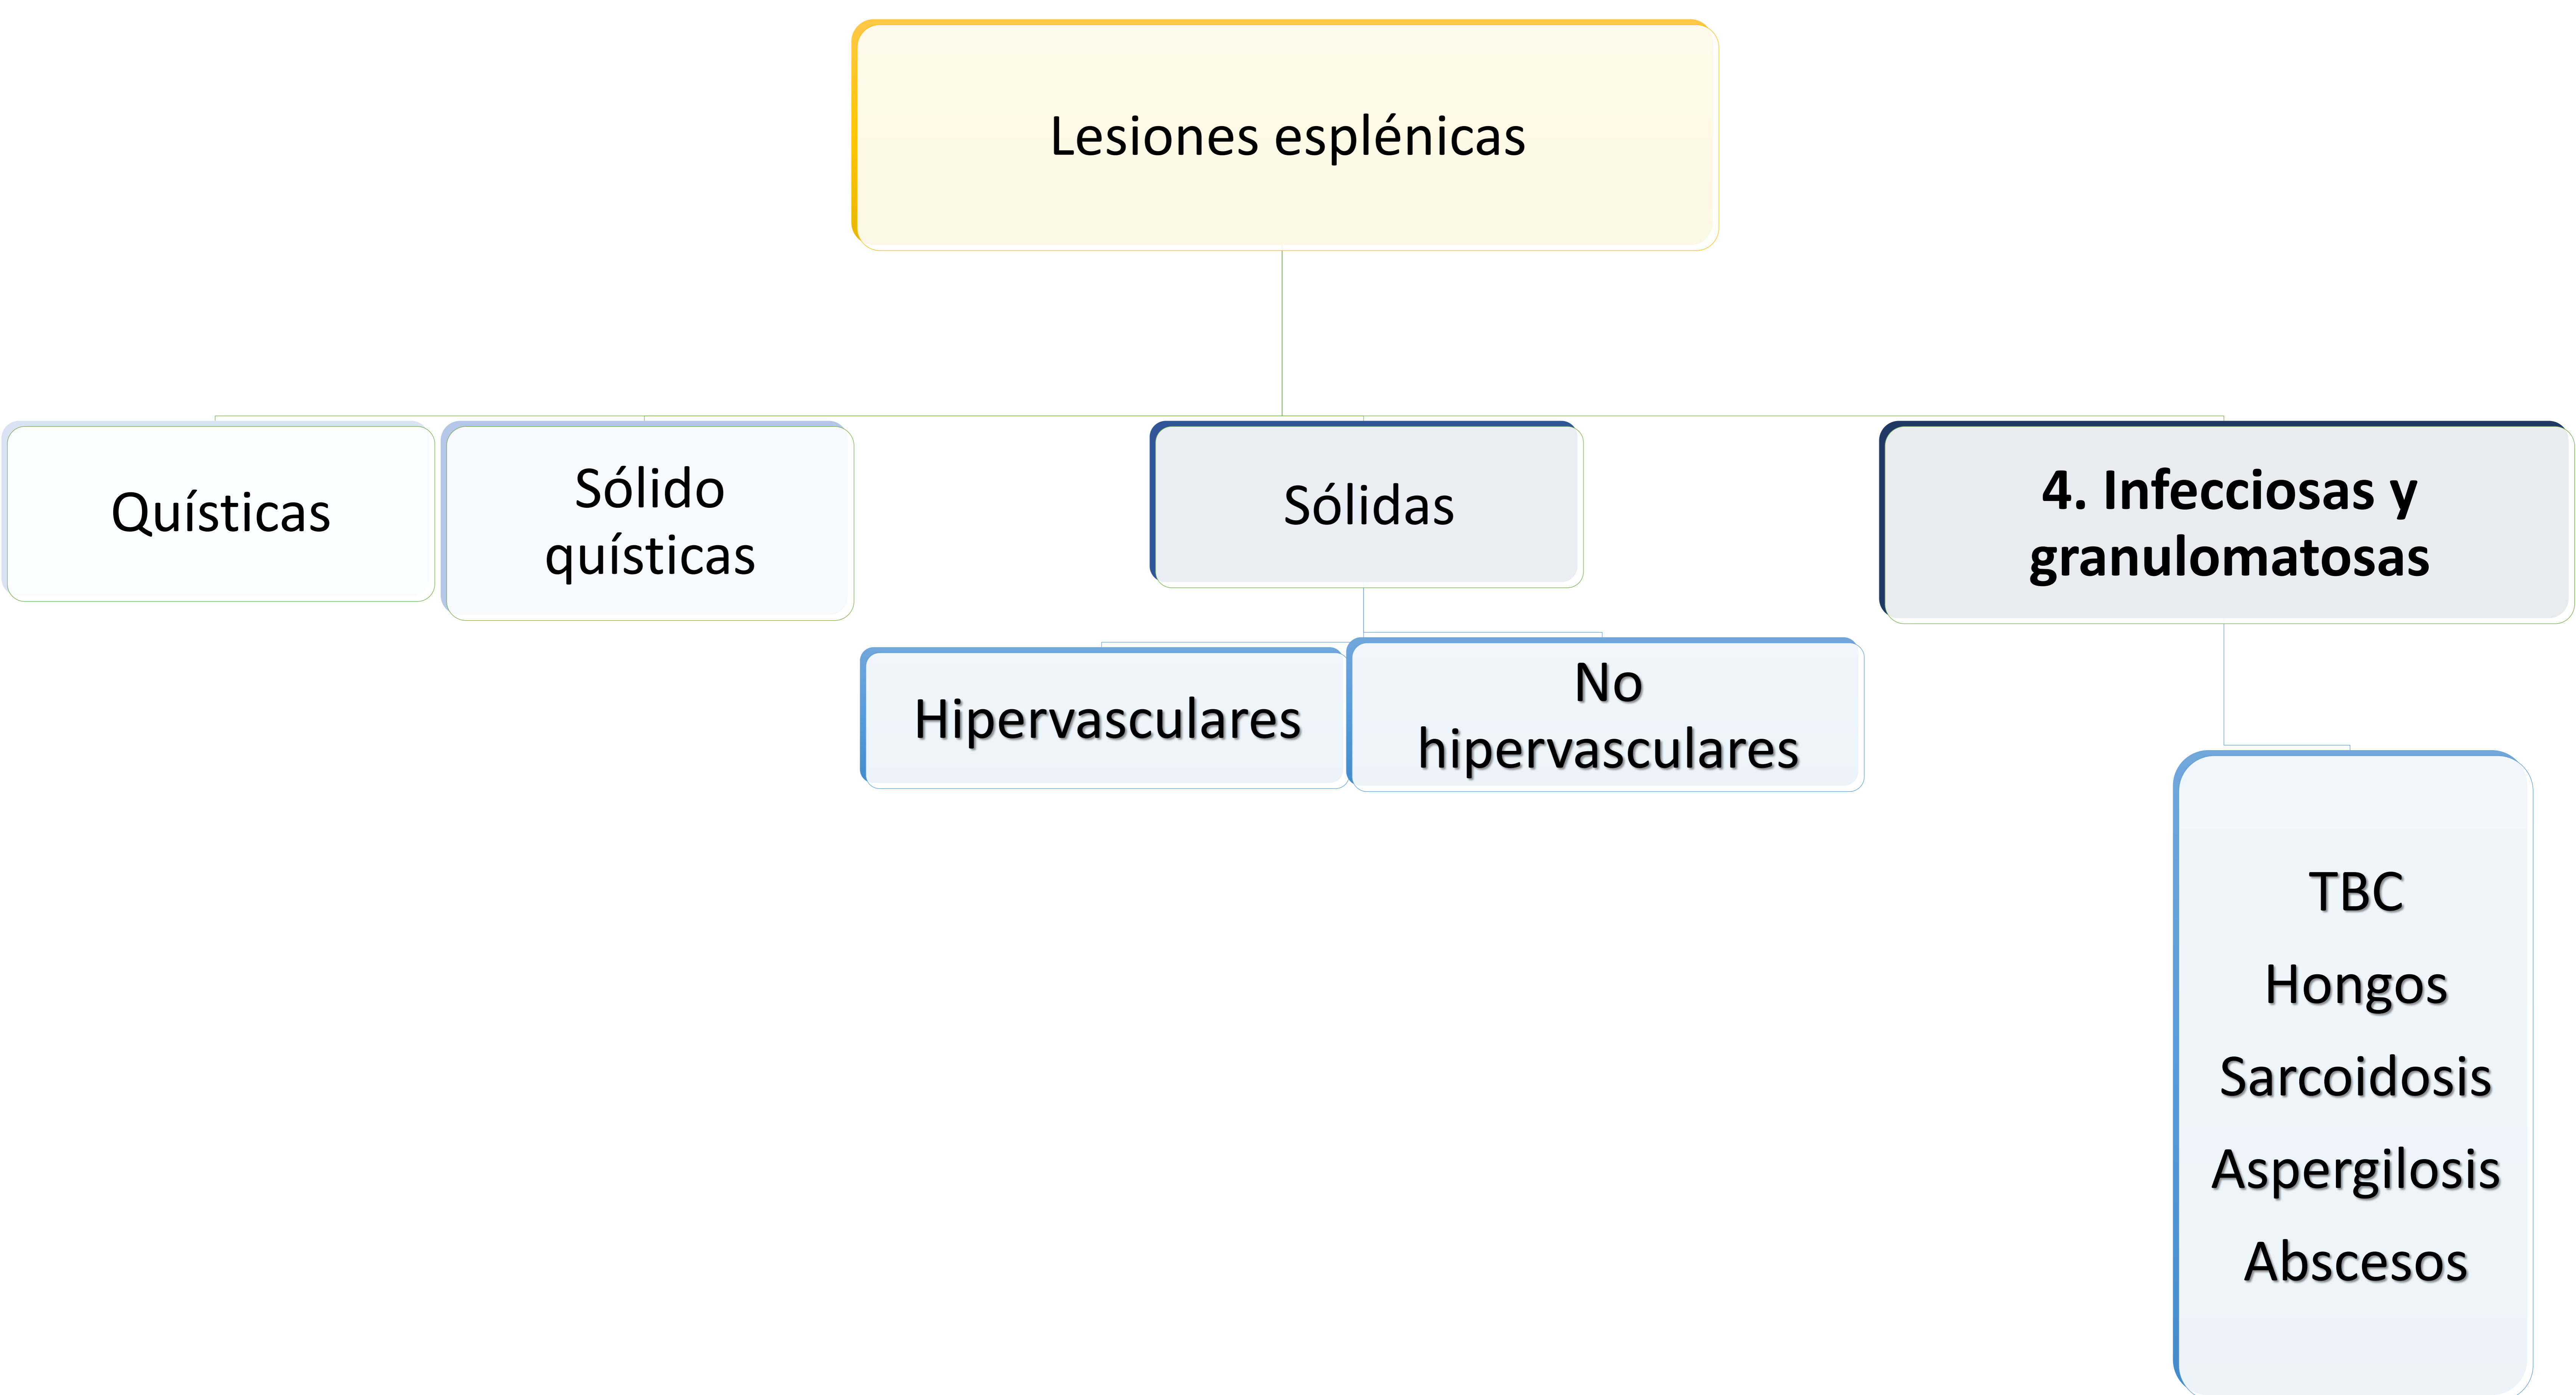 Lesiones esplénicas
Quísticas
Sólido
quísticas
Sólidas
4. Infecciosas y
granulomatosas
Hipervasculares
No
hipervasculares
TBC
Hongos
Sarcoidosis
Aspergilosis
Abscesos